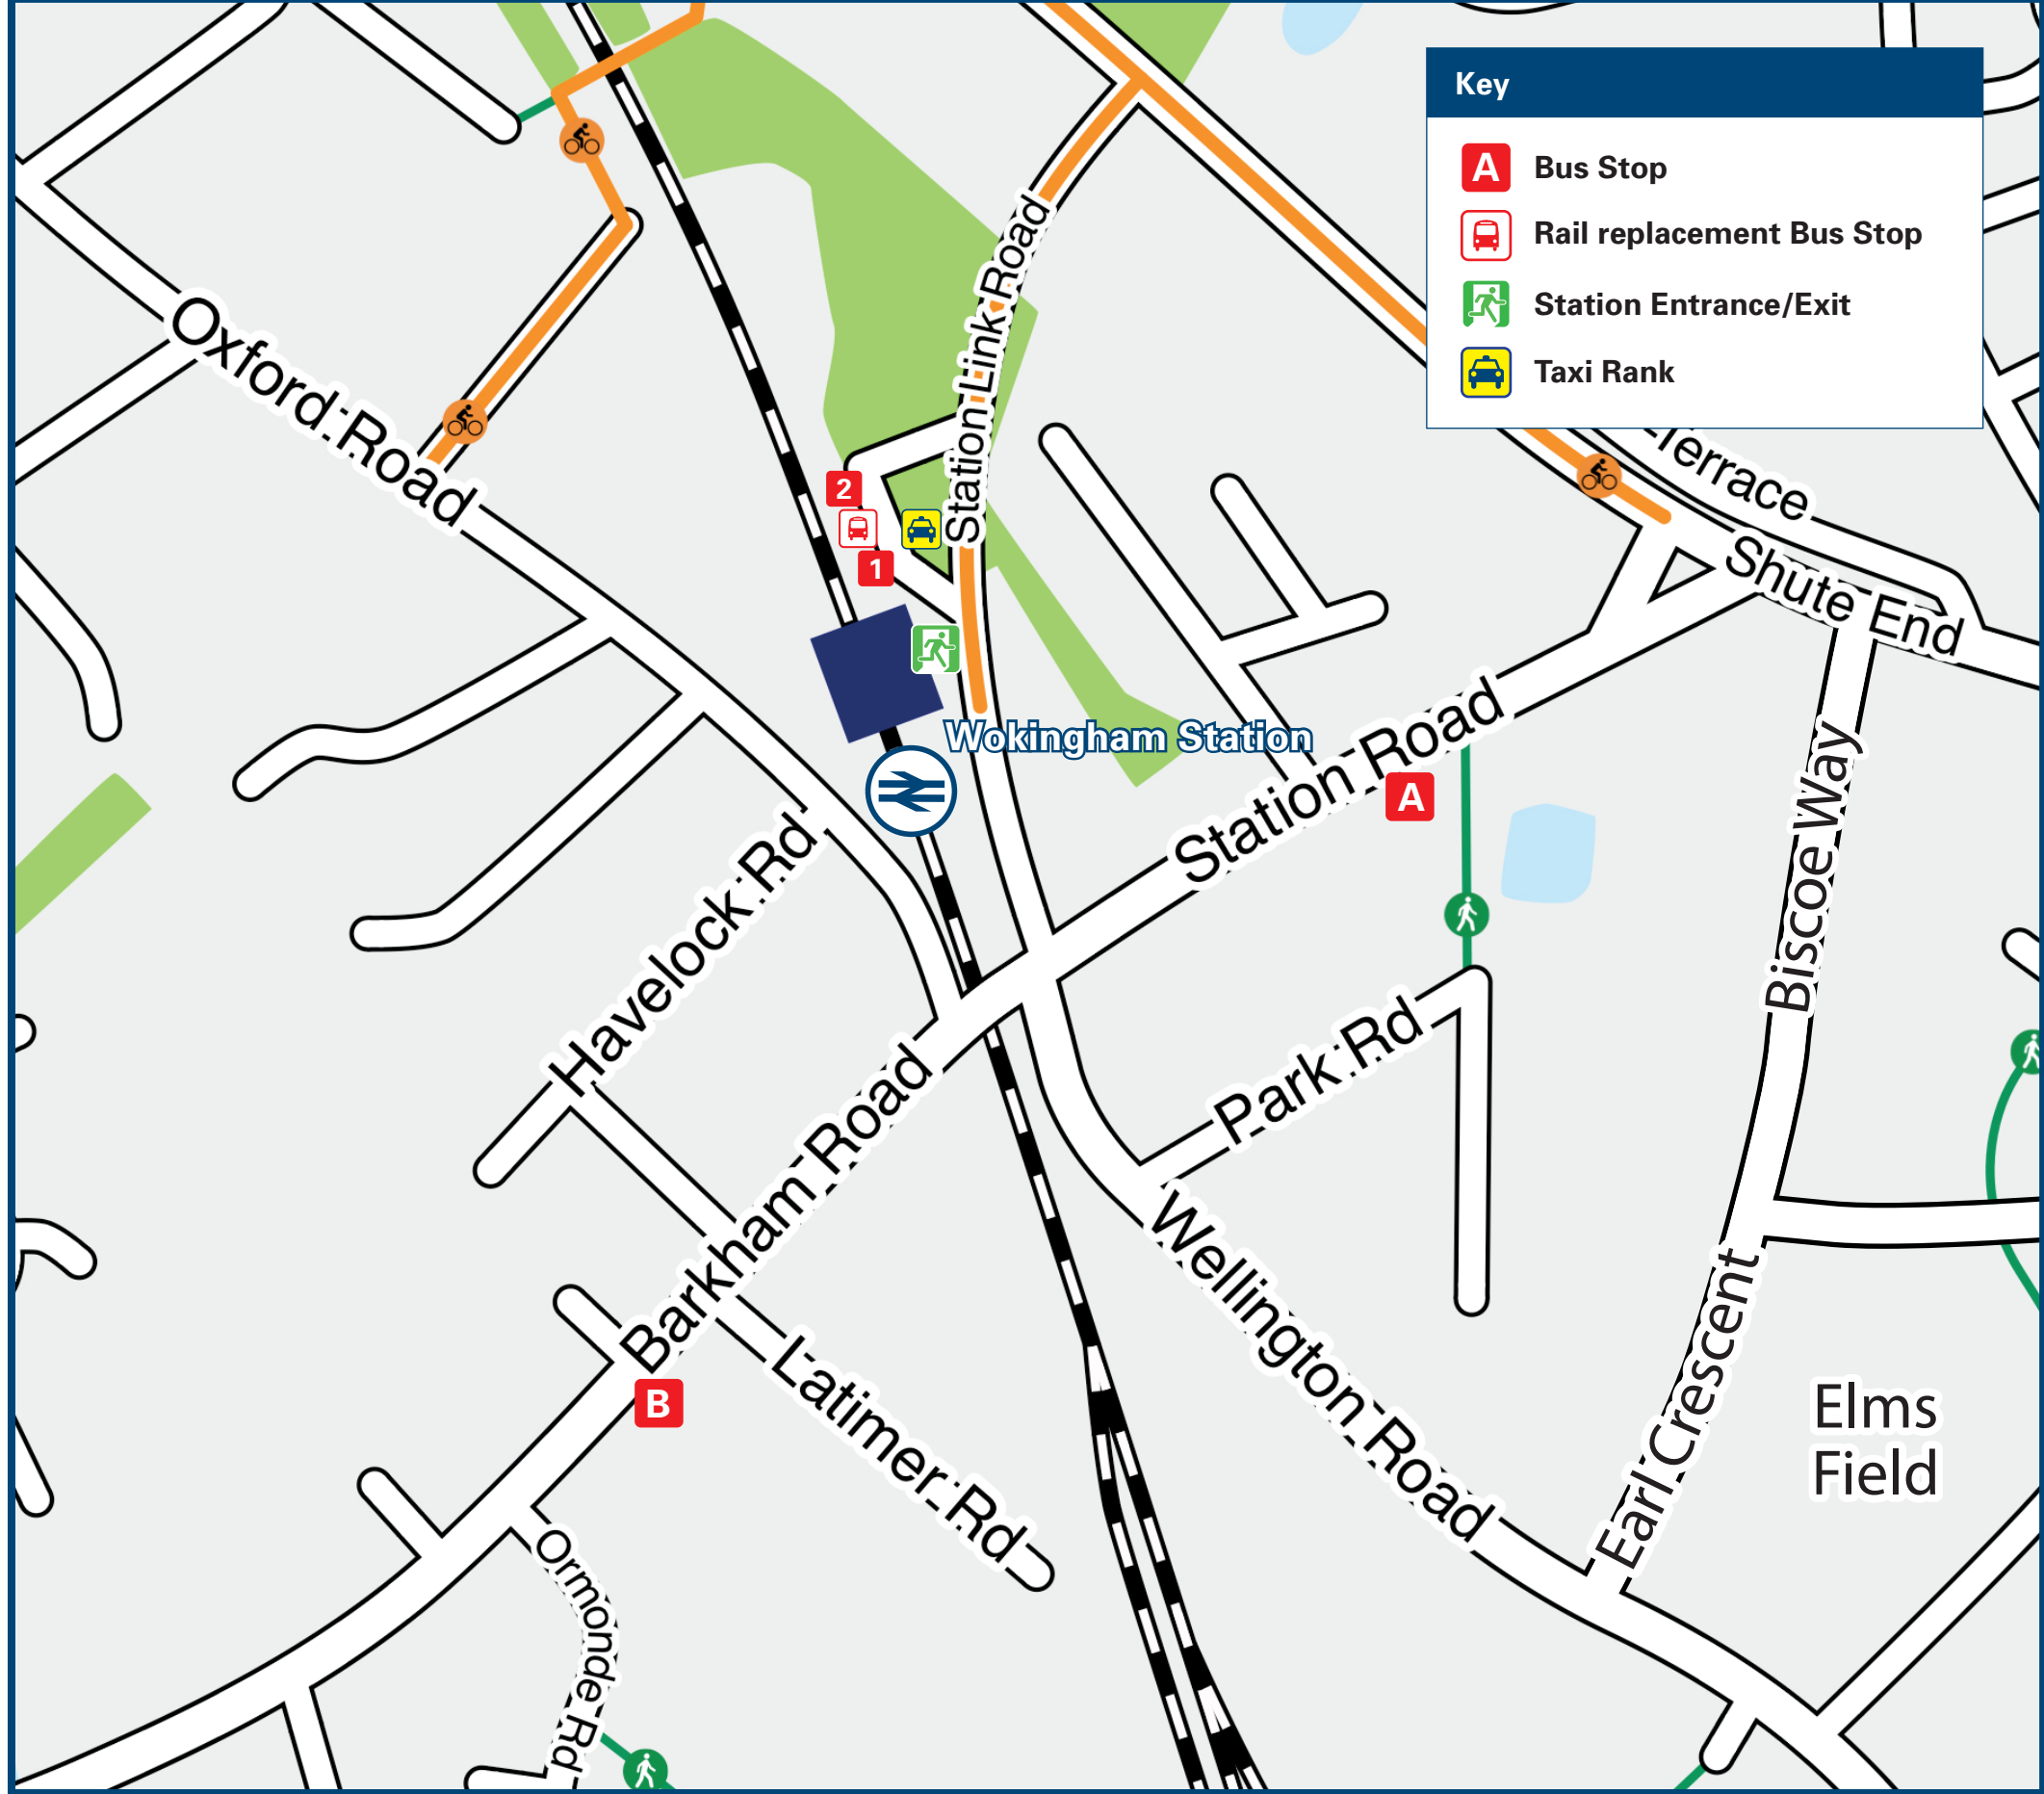 Key
A Bus Stop
Rail replacement Bus Stop
Station Entrance/Exit
Taxi Rank
Oxford Road
Station Link Road
Terrace
Shute End
2
1
Wokingham Station
Station Road
A
Biscoe Way
Havelock Rd
Park Rd
Barkham Road
Wellington Road
Earl Crescent
Latimer Rd
B
Elms
Field
Ormonde Rd